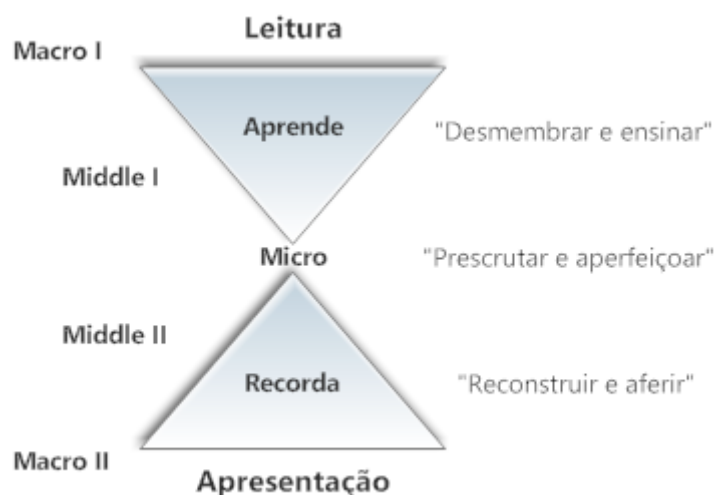 Leitura
Macro I
Aprende
"Desmembrar e ensinar"
Middle I
Micro
"Prescrutar e aperfeiçoar"
Middle II
Recorda
"Reconstruir e aferir"
Macro II
Apresentação